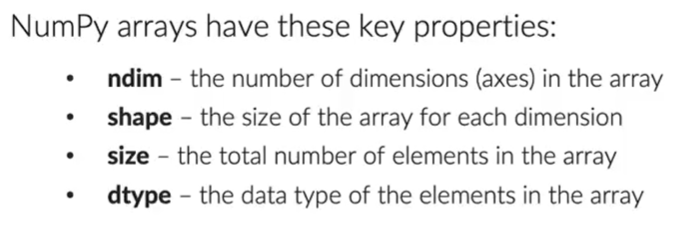 NumPy arrays have these key properties:
• ndim – the number of dimensions (axes) in the array
• shape – the size of the array for each dimension
• size – the total number of elements in the array
• dtype – the data type of the elements in the array